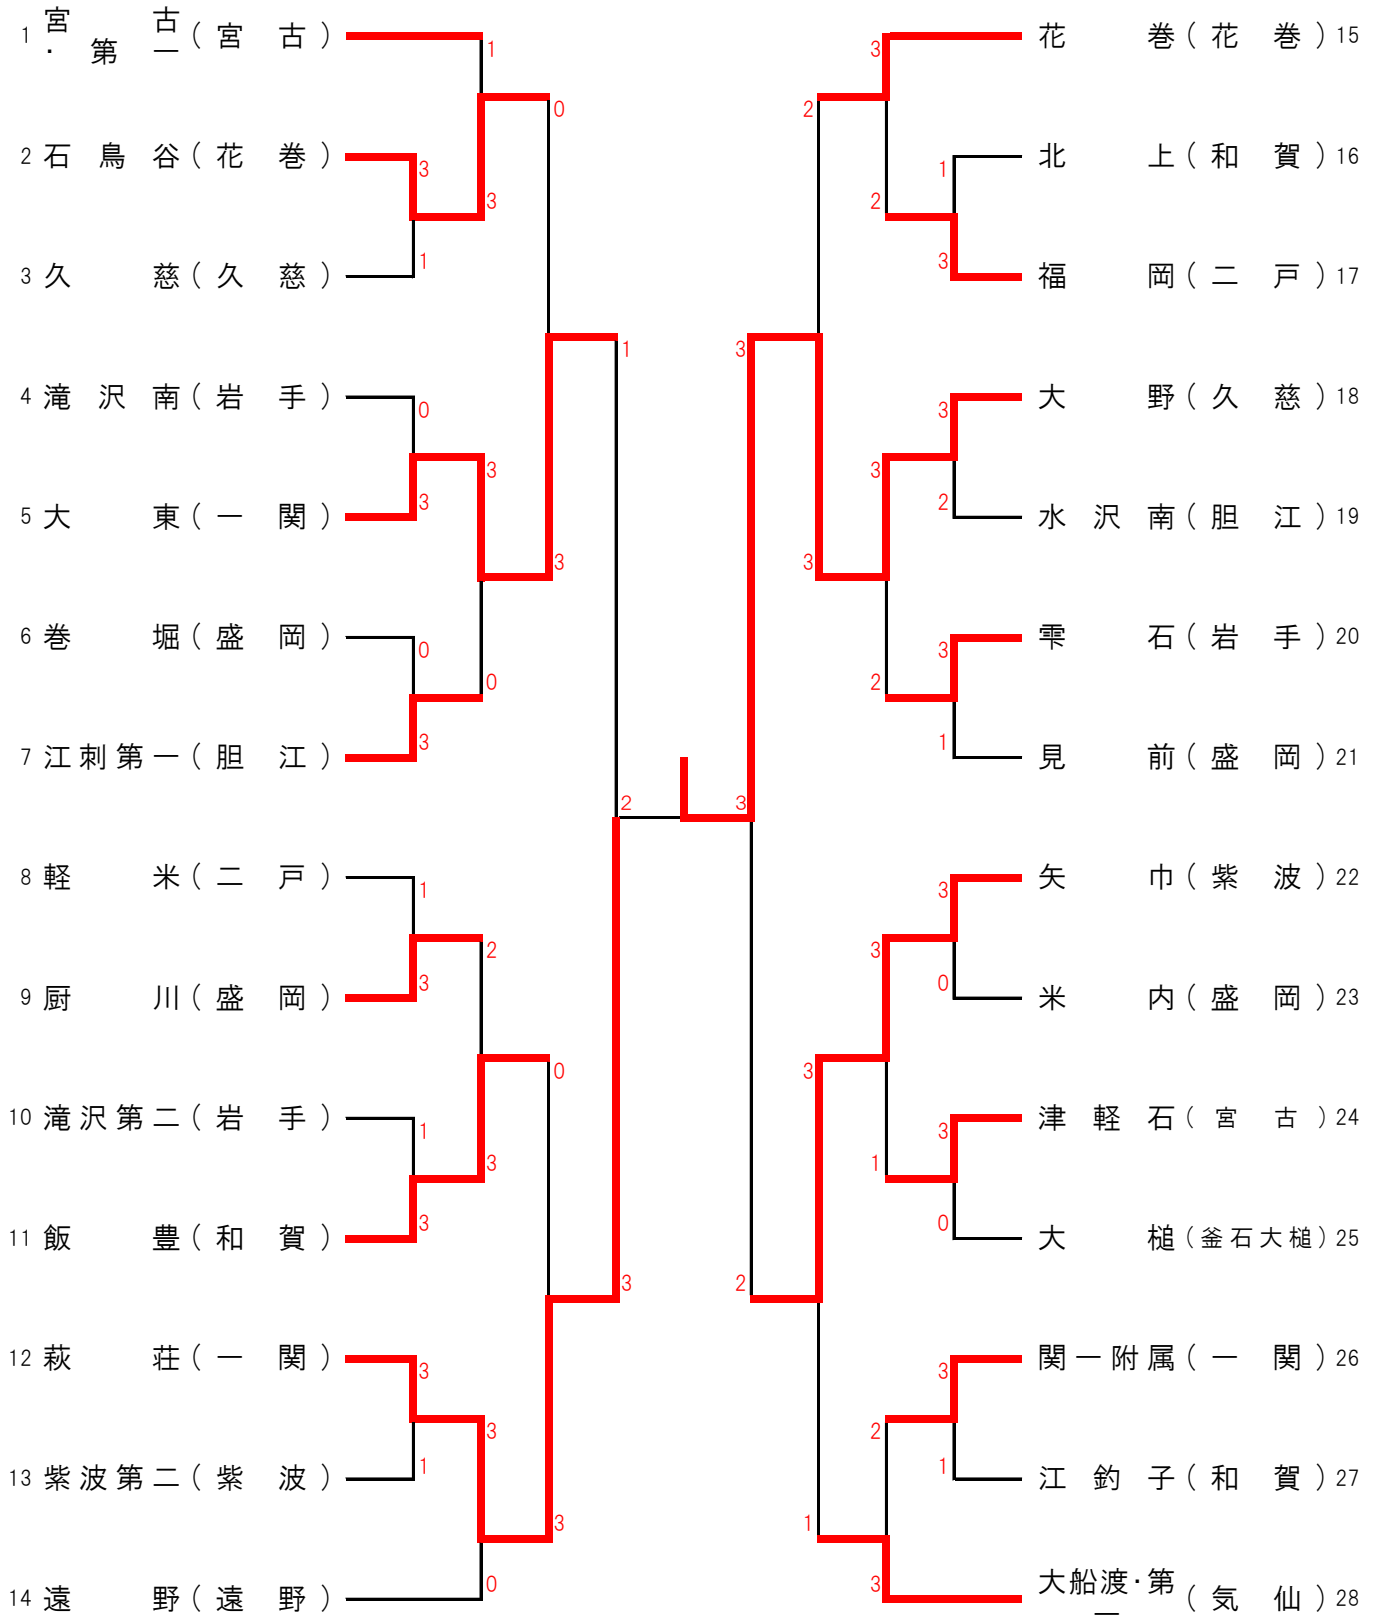 1 宮古・第一(宮古)
2 石鳥谷(花巻)
3 久慈(久慈)
4 滝沢南(岩手)
5 大東(一関)
6 巻堀(盛岡)
7 江刺第一(胆江)
8 軽米(二戸)
9 厨川(盛岡)
10 滝沢第二(岩手)
11 飯豊(和賀)
12 萩荘(一関)
13 紫波第二(紫波)
14 遠野(遠野)
1
3
3
1
0
0
3
3
0
3
0
3
3
1
2
1
3
2
0
1
3
3
3
3
1
3
3
0
3
2
3
1
2
3
3
3
3
2
3
3
2
2
3
1
3
3
0
3
3
1
0
2
3
2
1
1
3
花巻(花巻)15
北上(和賀)16
福岡(二戸)17
大野(久慈)18
水沢南(胆江)19
雫石(岩手)20
見前(盛岡)21
矢巾(紫波)22
米内(盛岡)23
津軽石(宮古)24
大槌(釜石大槌)25
関一附属(一関)26
江釣子(和賀)27
大船渡・第(気仙)28